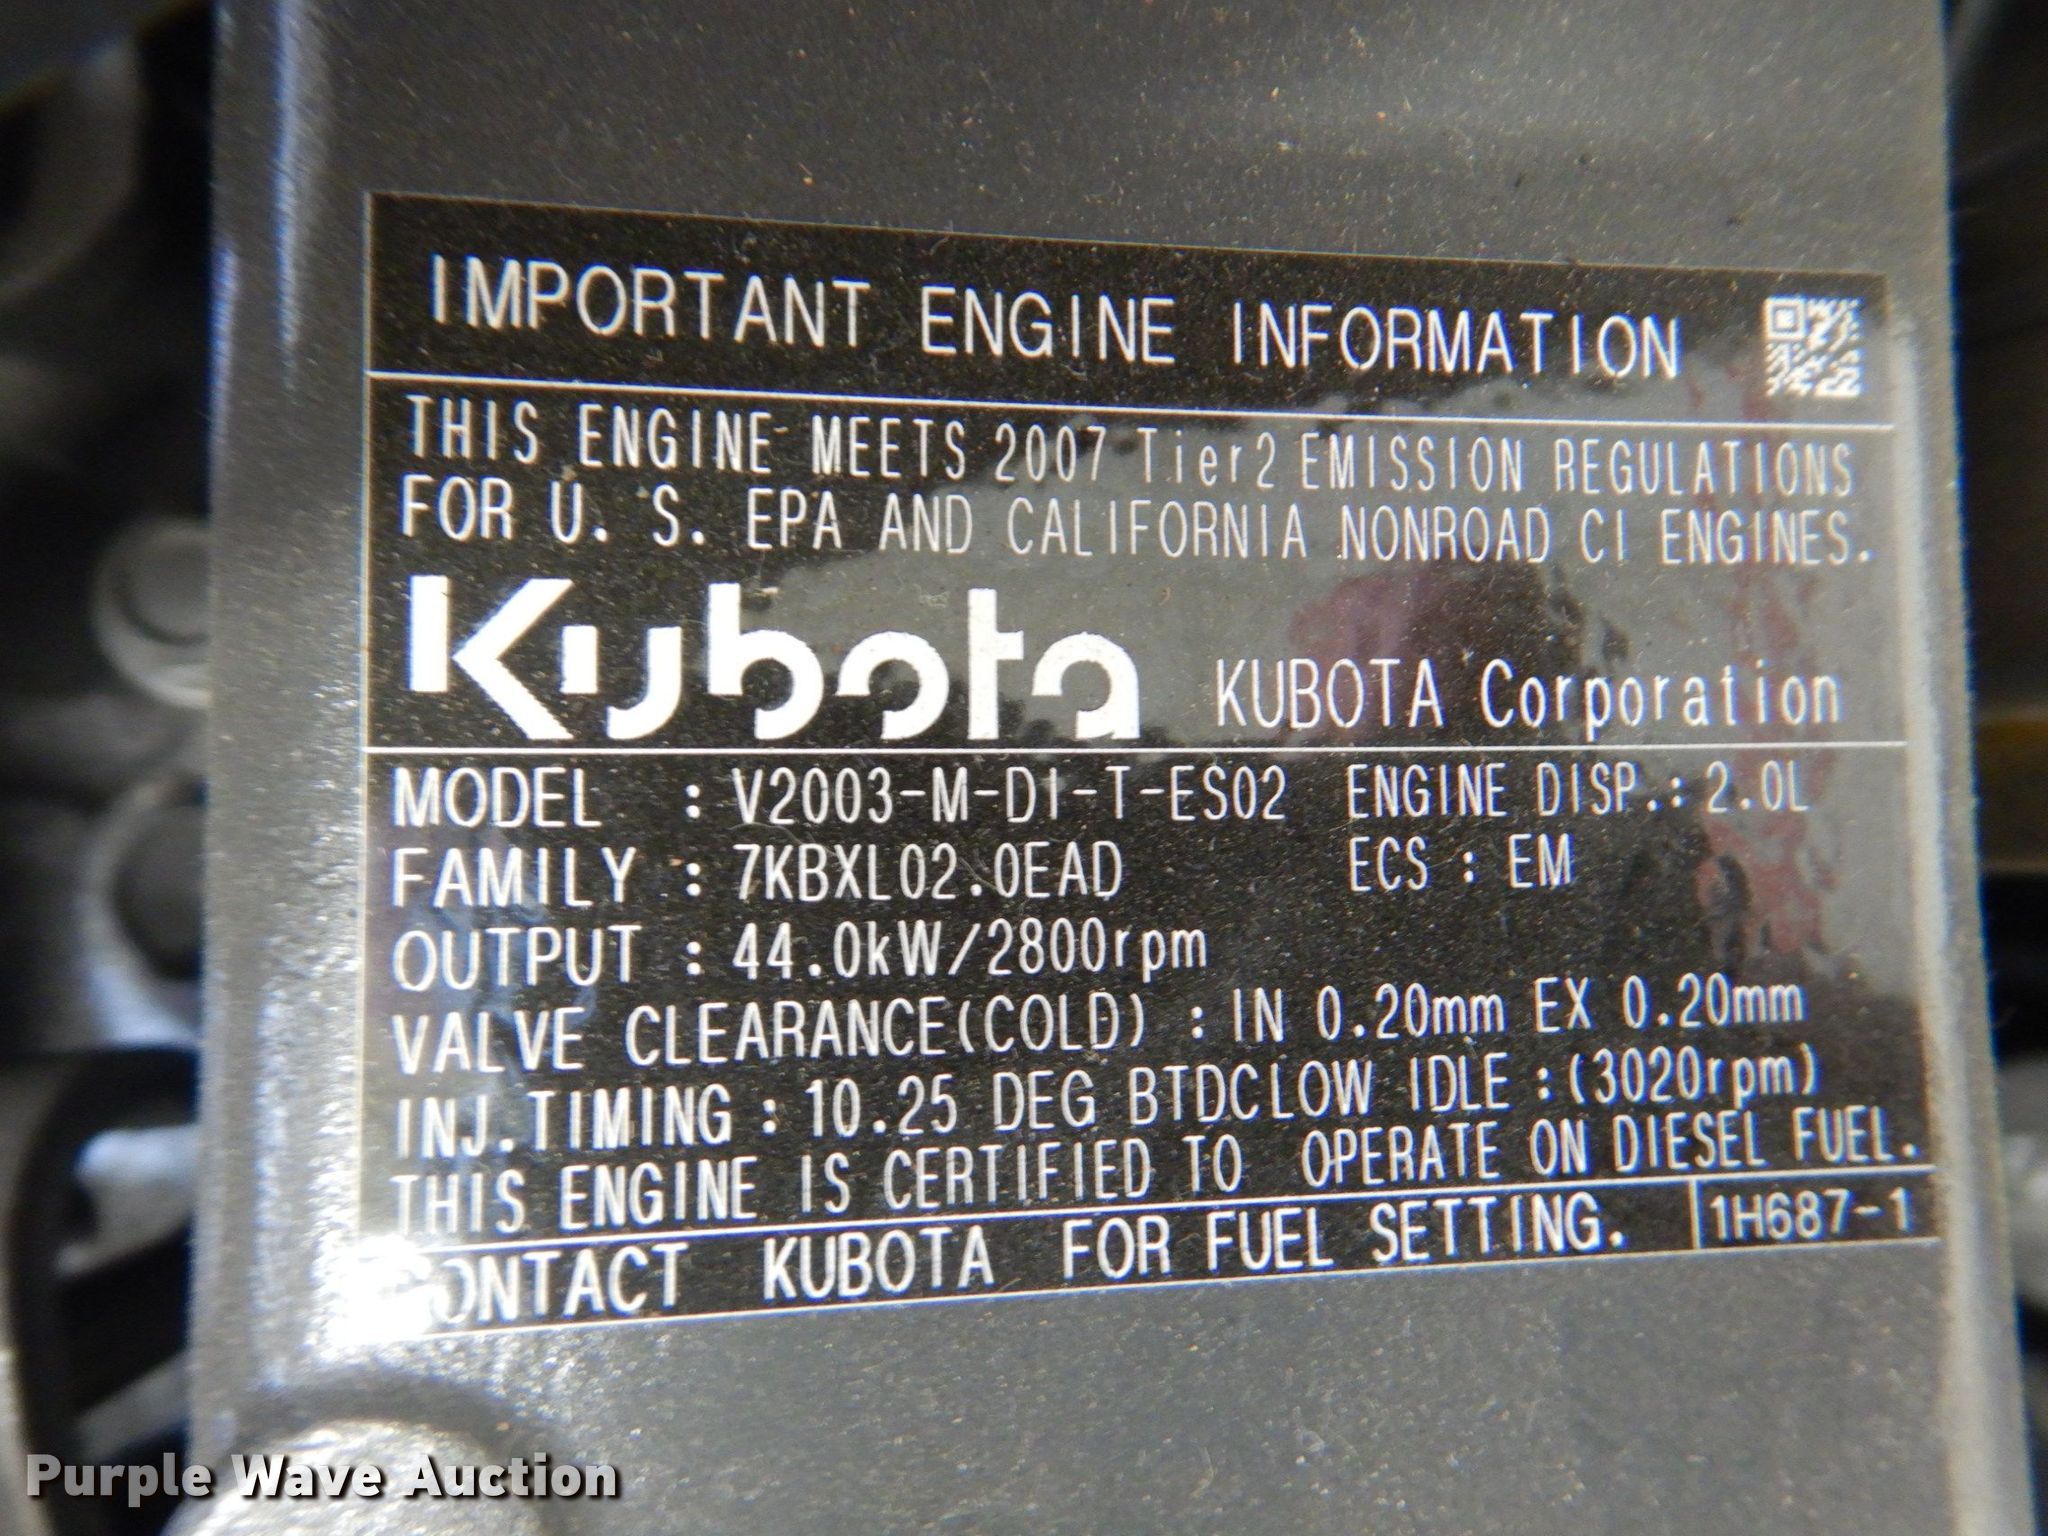 IMPORTANT ENGINE INFORMATION
THIS ENGINE MEETS 2007 Tier2 EMISSION REGULATIONS
FOR U. S. EPA AND CALIFORNIA NONROAD CI ENGINES.
Kubota KUBOTA Corporation
MODEL : V2003-M-DI-T-ES02 ENGINE DISP.: 2.0L
FAMILY : 7KBXL02.0EAD ECS : EM
OUTPUT : 44.0kW/2800rpm
VALVE CLEARANCE(COLD) : IN 0.20mm EX 0.20mm
INJ.TIMING : 10.25 DEG BTDCLOW IDLE :(3020rpm)
THIS ENGINE IS CERTIFIED TO OPERATE ON DIESEL FUEL.
CONTACT KUBOTA FOR FUEL SETTING. 1H687-1
Purple Wave Auction